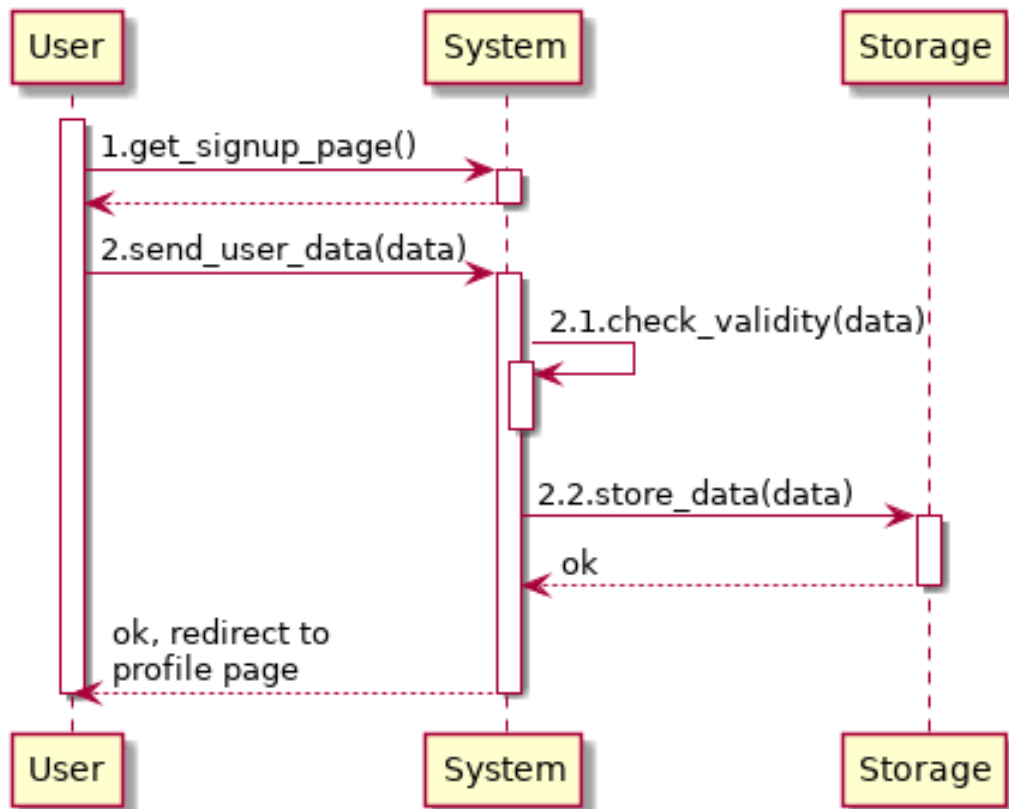 User
System
Storage
1.get_signup_page()
2.send_user_data(data)
2.1.check_validity(data)
2.2.store_data(data)
ok
ok, redirect to
profile page
User
System
Storage